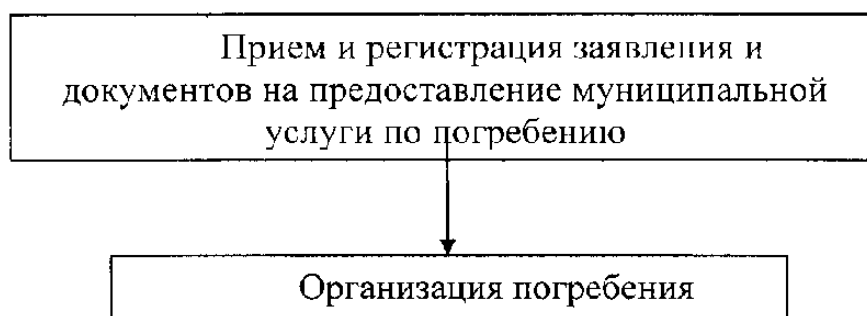 Прием и регистрация заявления и
документов на предоставление муниципальной
услуги по погребению
Организация погребения